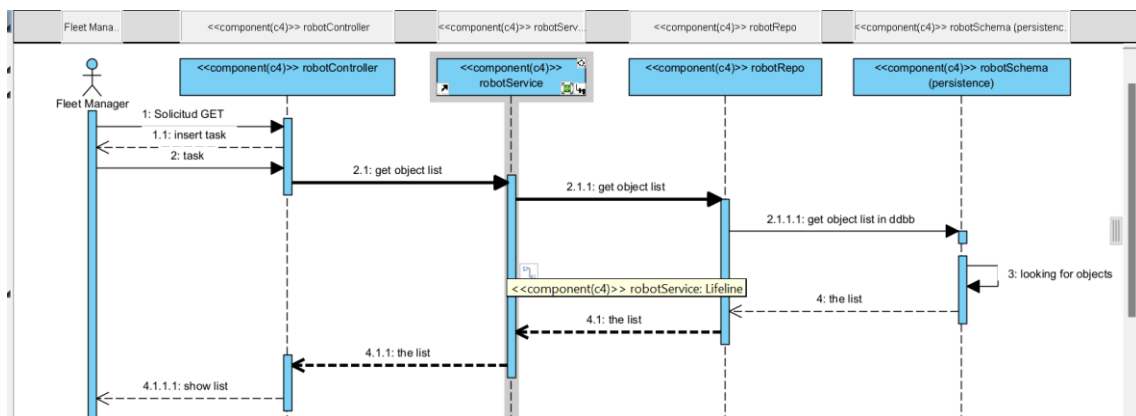 Fleet Mana..
<<component(c4)>> robotController
<<component(c4)>> robotServ...
<<component(c4)>> robotRepo
<<component(c4)>> robotSchema (persistenc.
<<component(c4)>> robotController
<<component(c4)>>
robotService
<<component(c4)>> robotRepo
<<component(c4)>> robotSchema
(persistence)
Fleet Manager
1: Solicitud GET
1.1: insert task
2: task
2.1: get object list
2.1.1: get object list
2.1.1.1: get object list in ddbb
3: looking for objects
<<component(c4)>> robotService: Lifeline
4: the list
4.1: the list
4.1.1: the list
4.1.1.1: show list